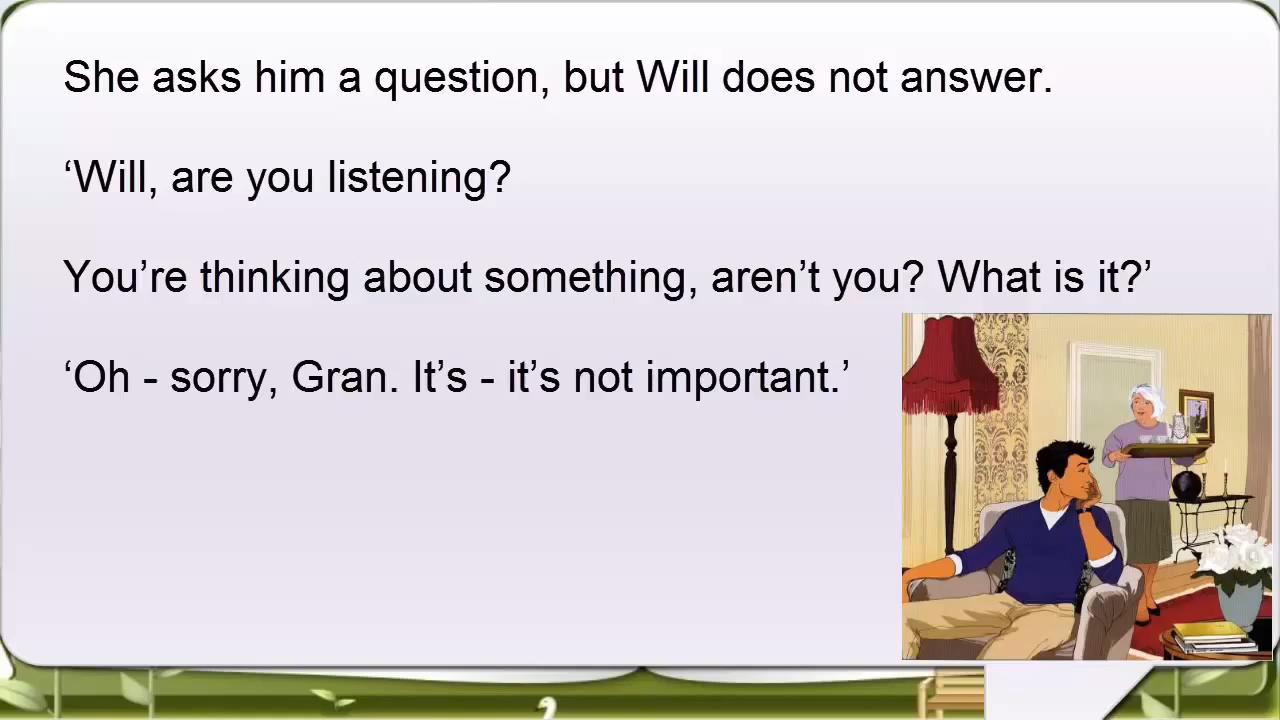 She asks him a question, but Will does not answer.
‘Will, are you listening?
You’re thinking about something, aren’t you? What is it?’
‘Oh - sorry, Gran. It’s - it’s not important.’